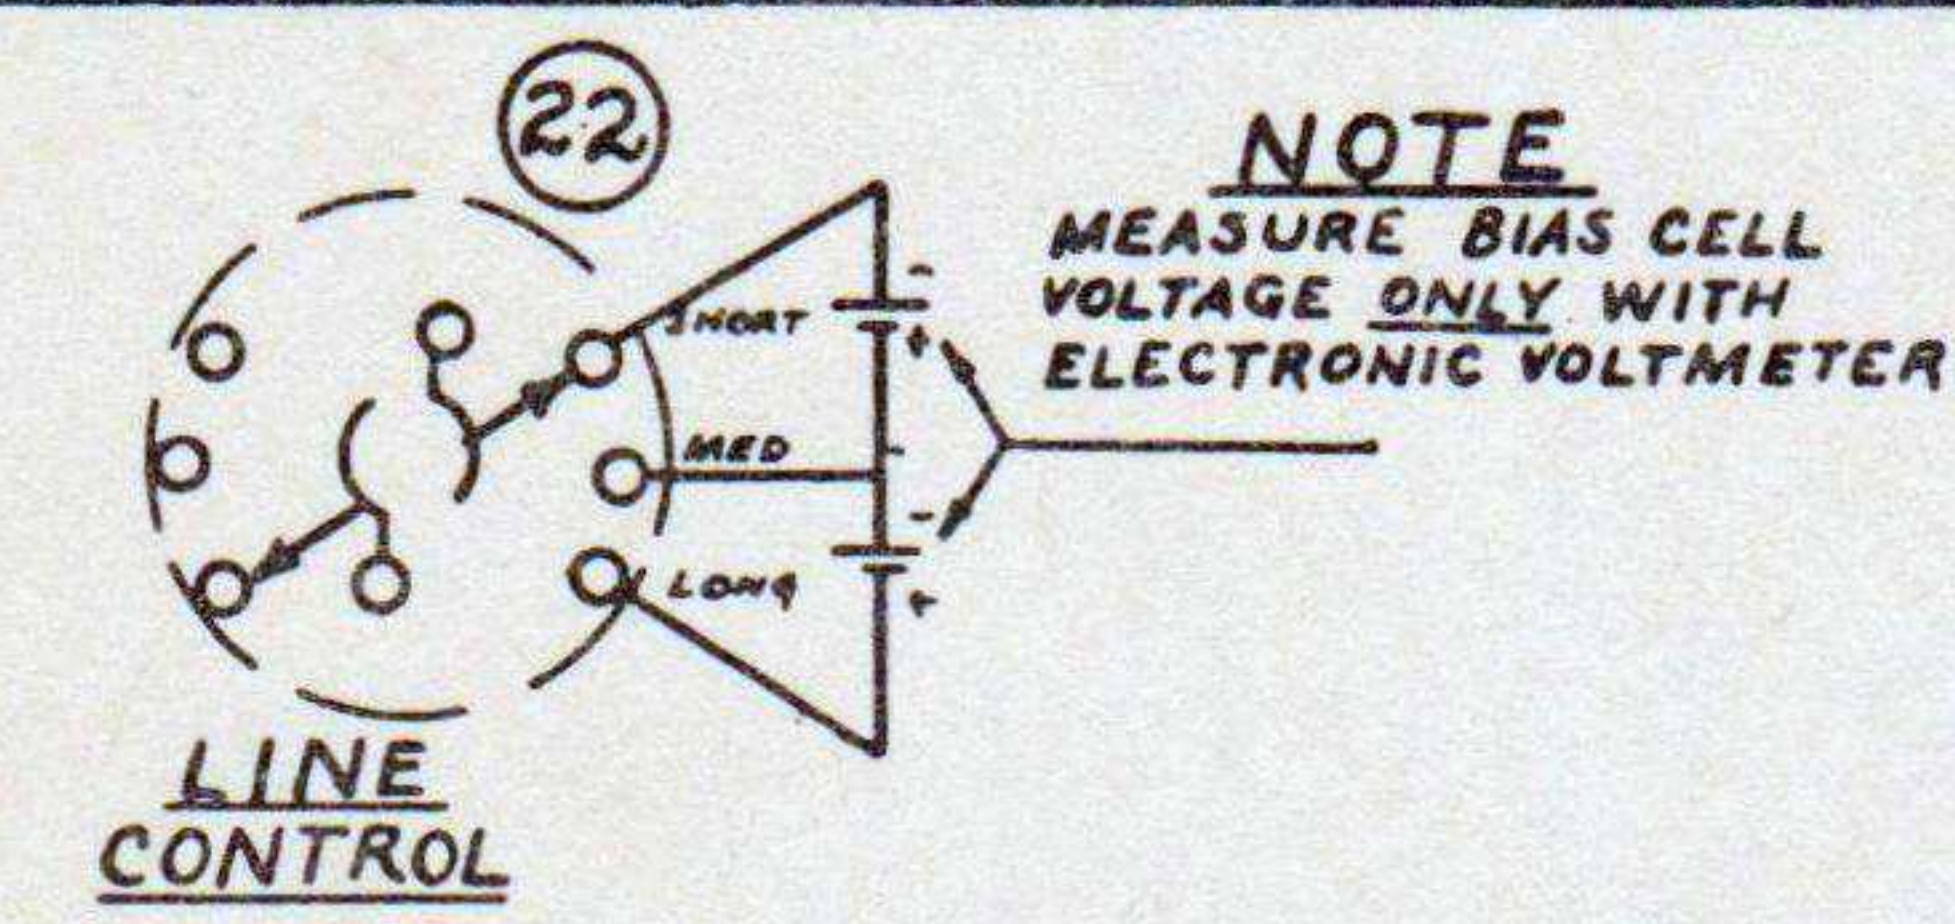 22
NOTE
MEASURE BIAS CELL
VOLTAGE ONLY WITH
ELECTRONIC VOLTMETER
SHORT
-
+
MED
-
-
LONG
+
LINE
CONTROL